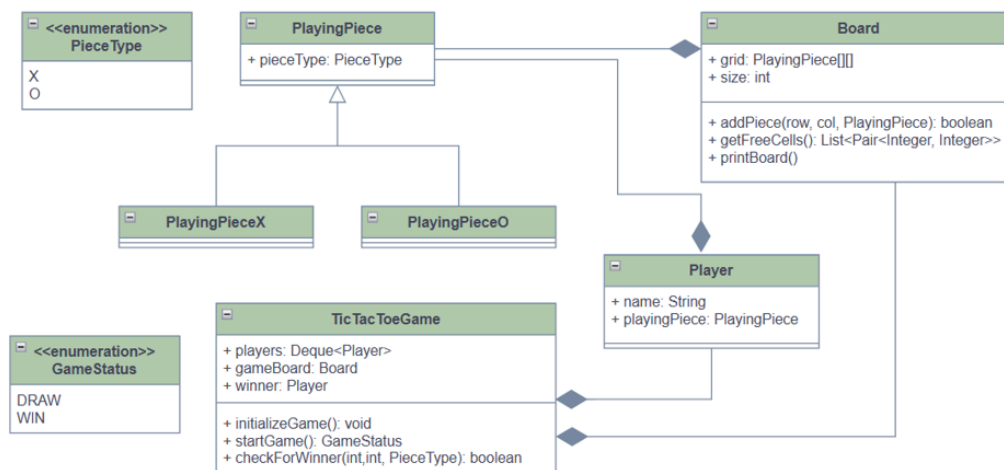 <<enumeration>>
PieceType
X
O
PlayingPiece
+ pieceType: PieceType
Board
+ grid: PlayingPiece[][]
+ size: int
+ addPiece(row, col, PlayingPiece): boolean
+ getFreeCells(): List<Pair<Integer, Integer>>
+ printBoard()
PlayingPieceX
PlayingPieceO
Player
+ name: String
+ playingPiece: PlayingPiece
TicTacToeGame
+ players: Deque<Player>
+ gameBoard: Board
+ winner: Player
+ initializeGame(): void
+ startGame(): GameStatus
+ checkForWinner(int,int, PieceType): boolean
<<enumeration>>
GameStatus
DRAW
WIN